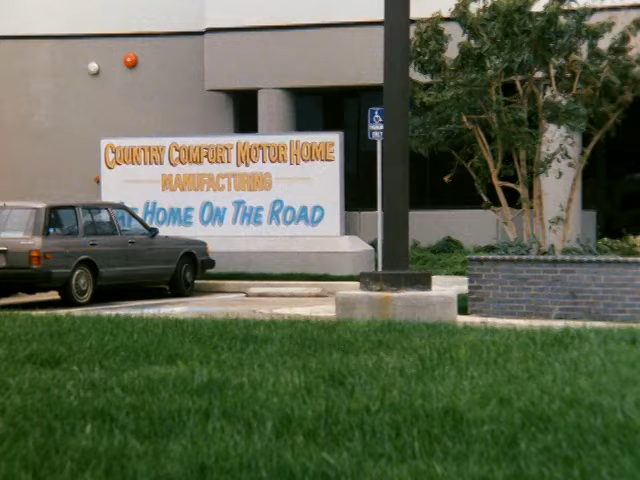 COUNTRY COMFORT MOTOR HOME
MANUFACTURING
HOME ON THE ROAD